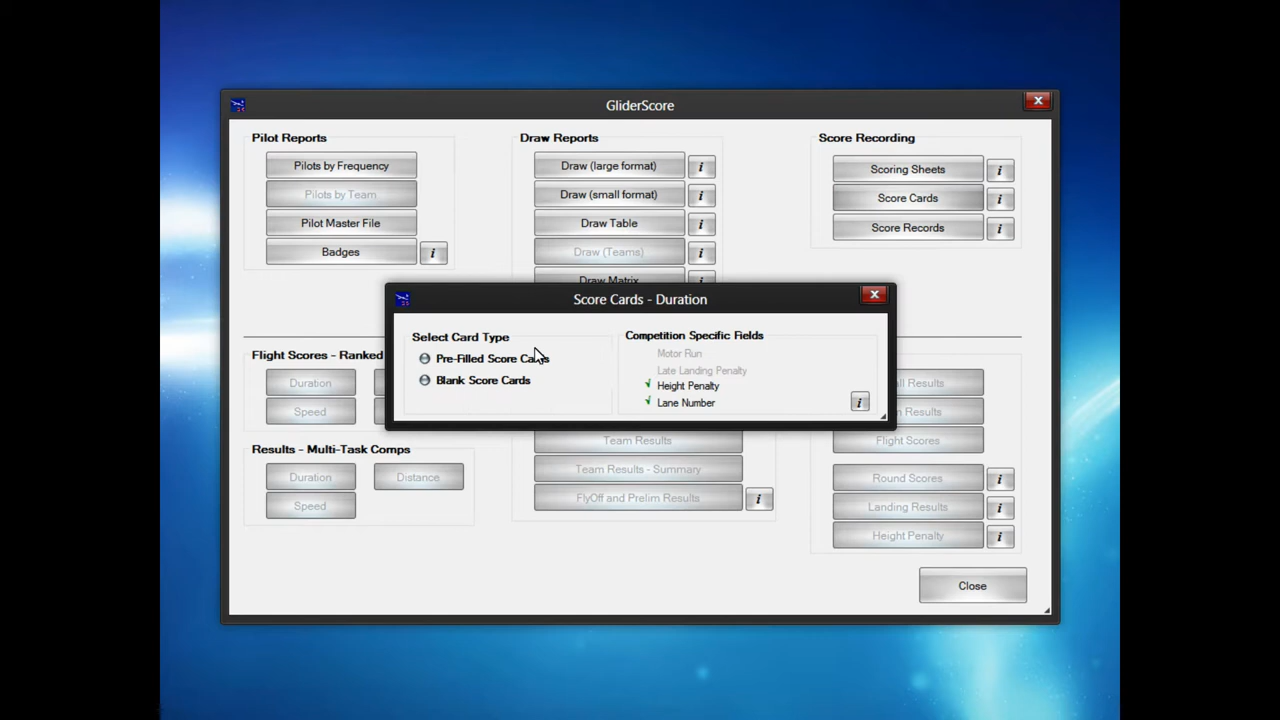 GliderScore
Pilot Reports
Pilots by Frequency
Pilots by Team
Pilot Master File
Badges
i
Draw Reports
Draw (large format)
i
Draw (small format)
i
Draw Table
i
Draw (Teams)
i
Draw Matrix
Score Recording
Scoring Sheets
i
Score Cards
i
Score Records
i
Score Cards - Duration
Select Card Type
Pre-Filled Score Cards
Blank Score Cards
Competition Specific Fields
Motor Run
Late Landing Penalty
Height Penalty
Lane Number
i
Flight Scores - Ranked
Duration
Speed
Results - Multi-Task Comps
Duration
Distance
Speed
Team Results
Team Results - Summary
FlyOff and Prelim Results
i
Results
Results
Flight Scores
Round Scores
i
Landing Results
i
Height Penalty
i
Close